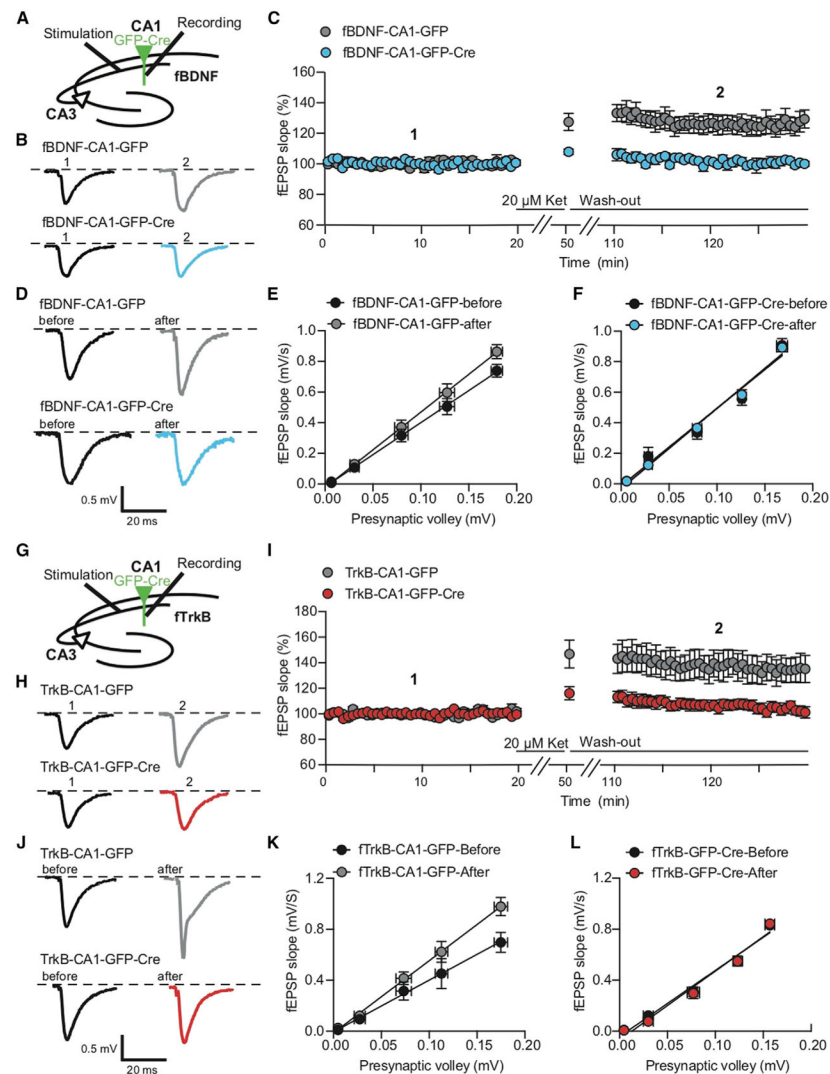 A
CA1
Recording
Stimulation
GFP-Cre
fBDNF
CA3
B
fBDNF-CA1-GFP
1 2
fBDNF-CA1-GFP-Cre
1 2
C
fBDNF-CA1-GFP
fBDNF-CA1-GFP-Cre
fEPSP slope (%)
160
140
120
100
80
60
1
2
20 µM Ket
Wash-out
0 10 20 50 110 120
Time (min)
D
fBDNF-CA1-GFP
before after
fBDNF-CA1-GFP-Cre
before after
0.5 mV
20 ms
E
fBDNF-CA1-GFP-before
fBDNF-CA1-GFP-after
fEPSP slope (mV/s)
1.0
0.8
0.6
0.4
0.2
0.0
0.00 0.05 0.10 0.15 0.20
Presynaptic volley (mV)
F
fBDNF-CA1-GFP-Cre-before
fBDNF-CA1-GFP-Cre-after
fEPSP slope (mV/s)
1.0
0.8
0.6
0.4
0.2
0.0
0.00 0.05 0.10 0.15 0.20
Presynaptic volley (mV)
G
CA1
Recording
Stimulation
GFP-Cre
fTrkB
CA3
H
TrkB-CA1-GFP
1 2
TrkB-CA1-GFP-Cre
1 2
I
TrkB-CA1-GFP
TrkB-CA1-GFP-Cre
fEPSP slope (%)
180
160
140
120
100
80
60
1
2
20 µM Ket
Wash-out
0 10 20 50 110 120
Time (min)
J
TrkB-CA1-GFP
before after
TrkB-CA1-GFP-Cre
before after
0.5 mV
20 ms
K
fTrkB-CA1-GFP-Before
fTrkB-CA1-GFP-After
fEPSP slope (mV/S)
1.2
0.8
0.4
0.0
0.00 0.05 0.10 0.15 0.20
Presynaptic volley (mV)
L
fTrkB-GFP-Cre-Before
fTrkB-GFP-Cre-After
fEPSP slope (mV/s)
1.2
0.8
0.4
0.0
0.00 0.05 0.10 0.15 0.20
Presynaptic volley (mV)